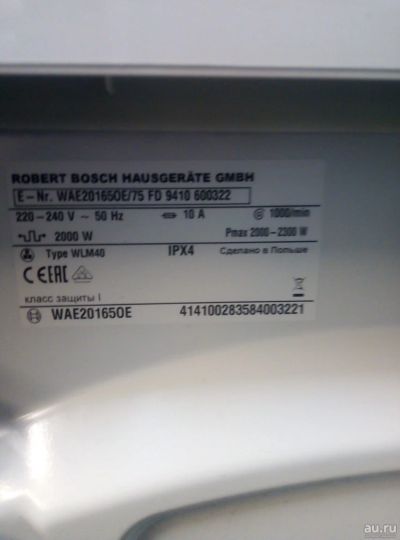 ROBERT BOSCH HAUSGERÄTE GMBH
E-Nr. WAE20165OE/75 FD 9410 600322
220-240 V ~ 50 Hz 10 A 1000/min
2000 W Pmax 2000-2300 W
Type WLM40 IPX4 Сделано в Польше
CE EAC
класс защиты I
WAE20165OE 414100283584003221
au.ru